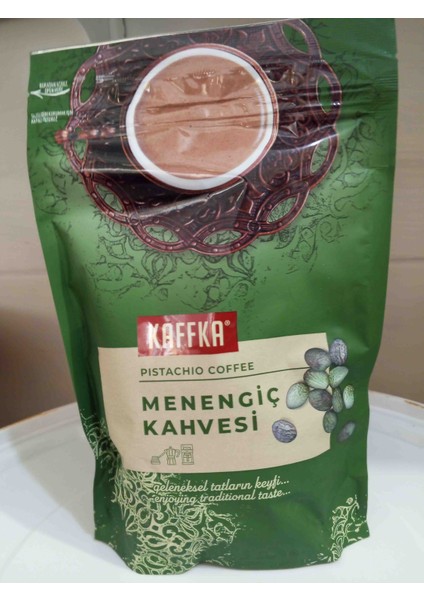 KAFFKA®
PISTACHIO COFFEE
MENENGİÇ
KAHVESİ
geleneksel tatların keyfi...
enjoying traditional taste...